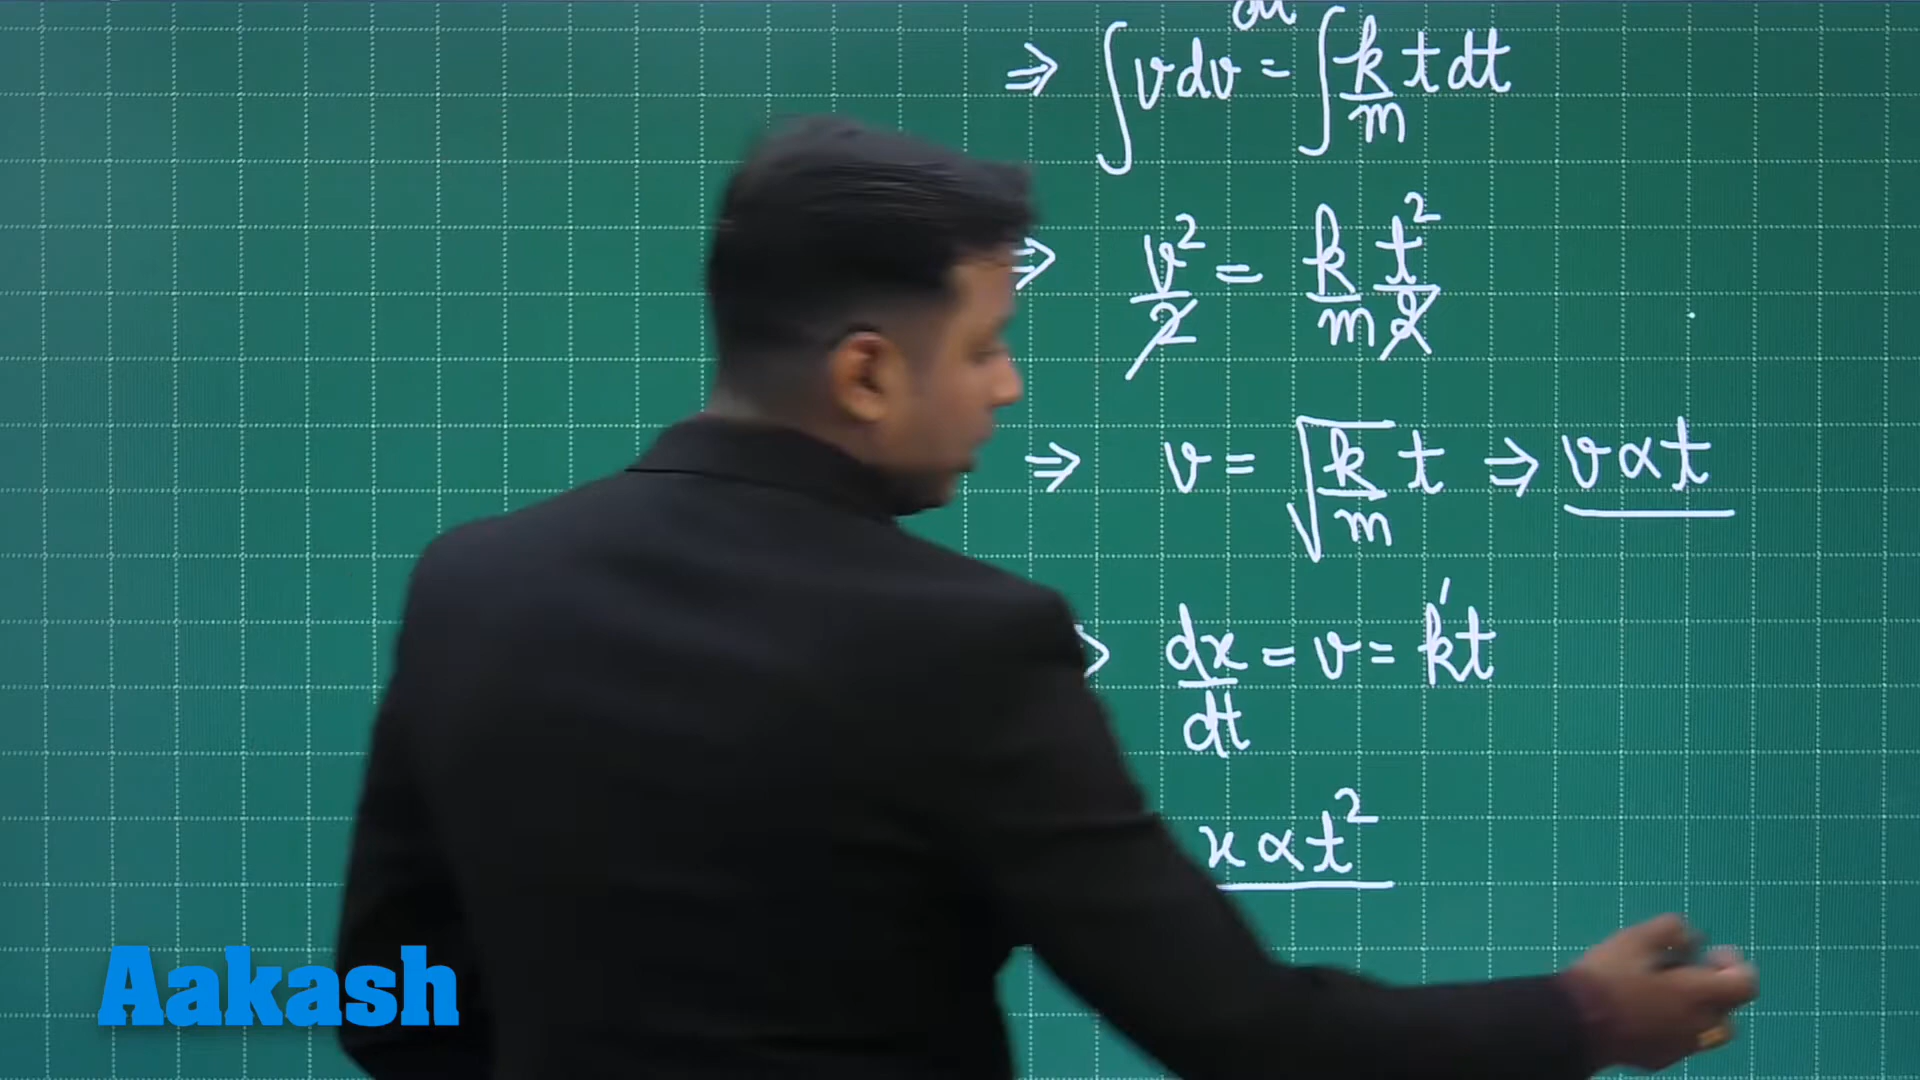 ⇒ ∫ v dv = ∫ k/m t dt
⇒ v²/2 = k/m t²/2
⇒ v = √(k/m) t ⇒ v ∝ t
dx/dt = v = k't
x ∝ t²
Aakash